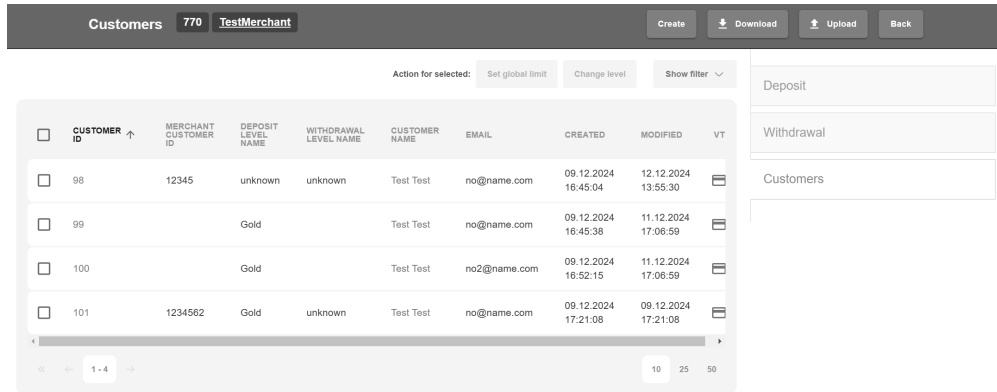 Customers 770 TestMerchant Create Download Upload Back
Action for selected: Set global limit Change level Show filter
Deposit
Withdrawal
Customers
CUSTOMER ID MERCHANT CUSTOMER ID DEPOSIT LEVEL NAME WITHDRAWAL LEVEL NAME CUSTOMER NAME EMAIL CREATED MODIFIED VT
98 12345 unknown unknown Test Test no@name.com 09.12.2024 16:45:04 12.12.2024 13:55:30
99 Gold Test Test no@name.com 09.12.2024 16:45:38 11.12.2024 17:06:59
100 Gold Test Test no2@name.com 09.12.2024 16:52:15 11.12.2024 17:06:59
101 1234562 Gold unknown Test Test no@name.com 09.12.2024 17:21:08 09.12.2024 17:21:08
1 - 4 10 25 50